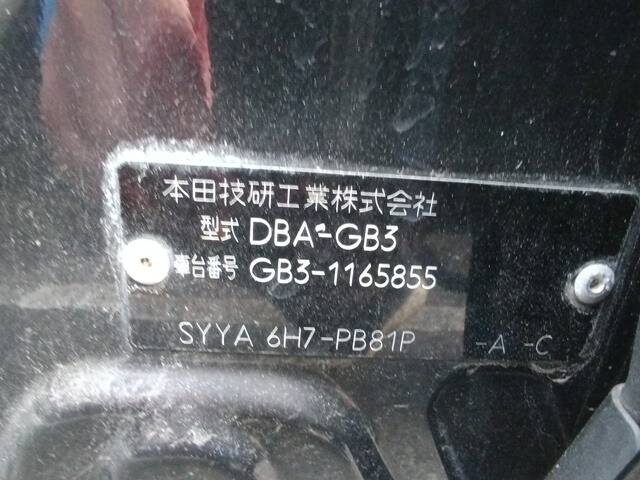 本田技研工業株式会社
型式 DBA-GB3
車台番号 GB3-1165855
SYYA 6H7-PB81P -A -C